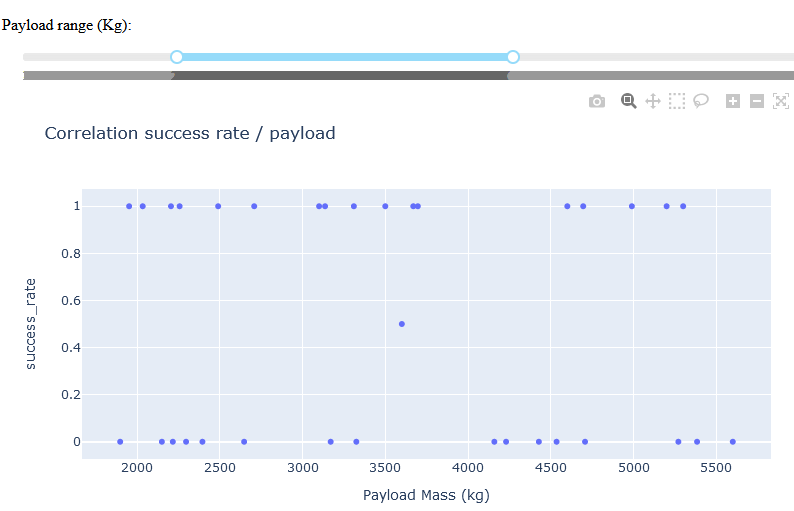 Payload range (Kg):
Correlation success rate / payload
1
0.8
0.6
0.4
0.2
0
success_rate
2000 2500 3000 3500 4000 4500 5000 5500
Payload Mass (kg)